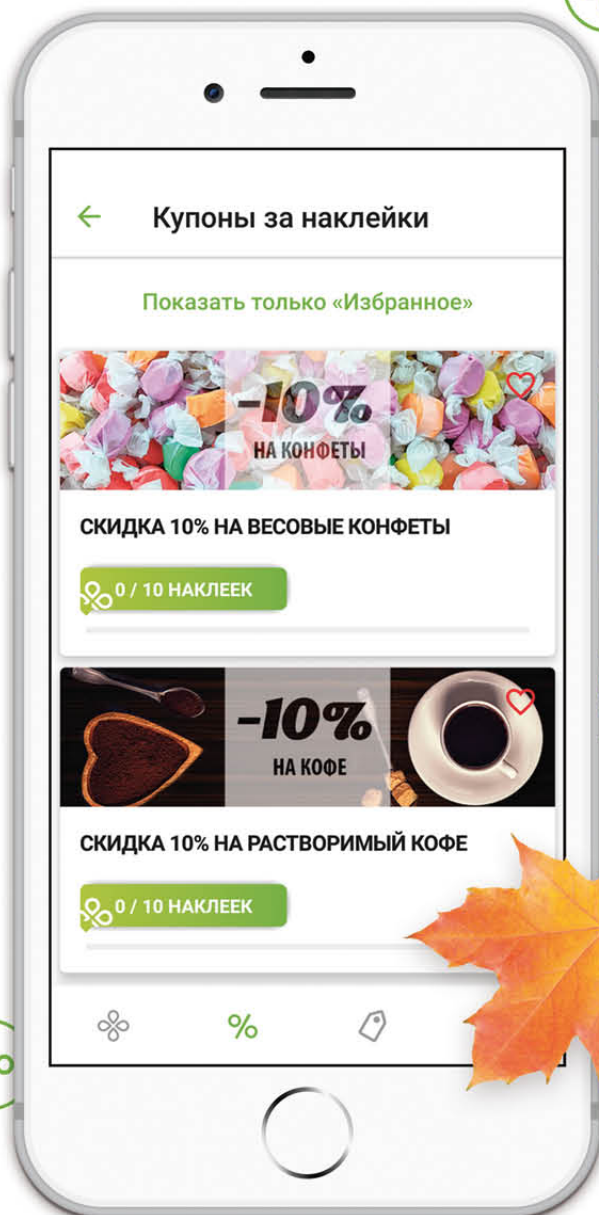 Купоны за наклейки
Показать только «Избранное»
-10%
НА КОНФЕТЫ
СКИДКА 10% НА ВЕСОВЫЕ КОНФЕТЫ
0 / 10 НАКЛЕЕК
-10%
НА КОФЕ
СКИДКА 10% НА РАСТВОРИМЫЙ КОФЕ
0 / 10 НАКЛЕЕК
%